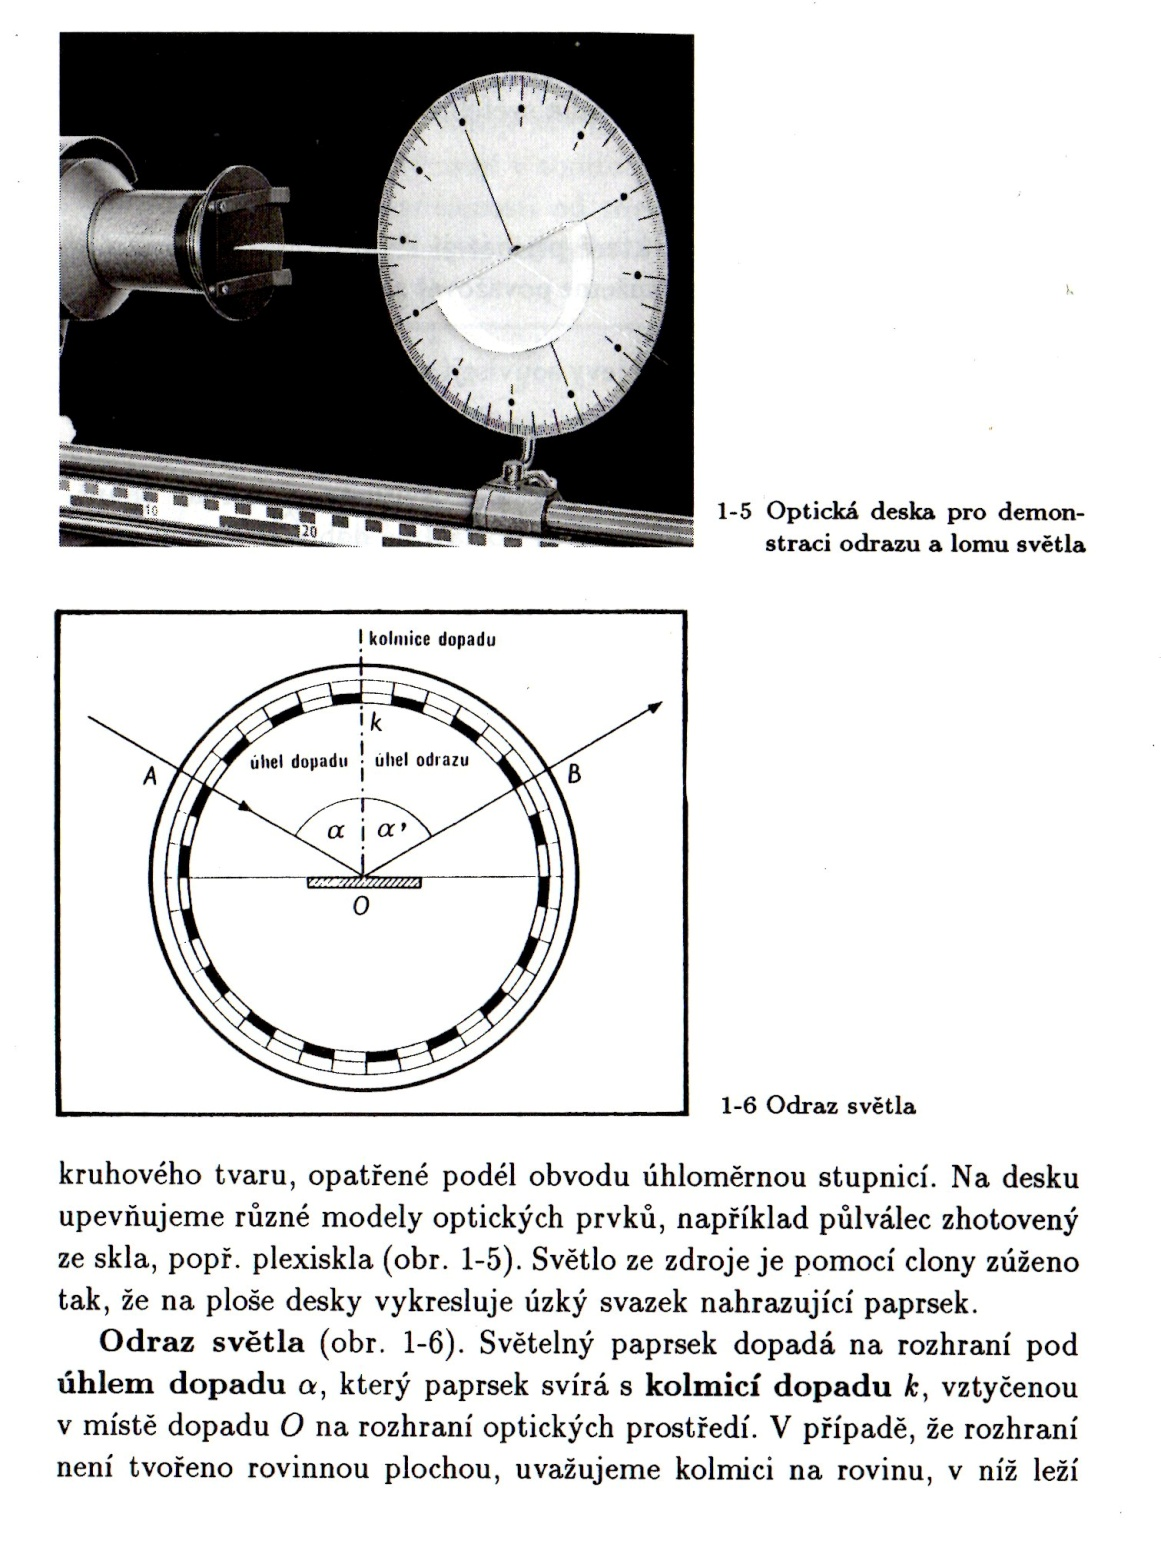 10
20
1-5 Optická deska pro demon-
straci odrazu a lomu světla
kolmice dopadu
k
úhel dopadu
úhel odrazu
A
B
α
α’
O
1-6 Odraz světla
kruhového tvaru, opatřené podél obvodu úhloměrnou stupnicí. Na desku
upevňujeme různé modely optických prvků, například půlválec zhotovený
ze skla, popř. plexiskla (obr. 1-5). Světlo ze zdroje je pomocí clony zúženo
tak, že na ploše desky vykresluje úzký svazek nahrazující paprsek.
Odraz světla (obr. 1-6). Světelný paprsek dopadá na rozhraní pod
úhlem dopadu α, který paprsek svírá s kolmicí dopadu k, vztyčenou
v místě dopadu O na rozhraní optických prostředí. V případě, že rozhraní
není tvořeno rovinnou plochou, uvažujeme kolmici na rovinu, v níž leží